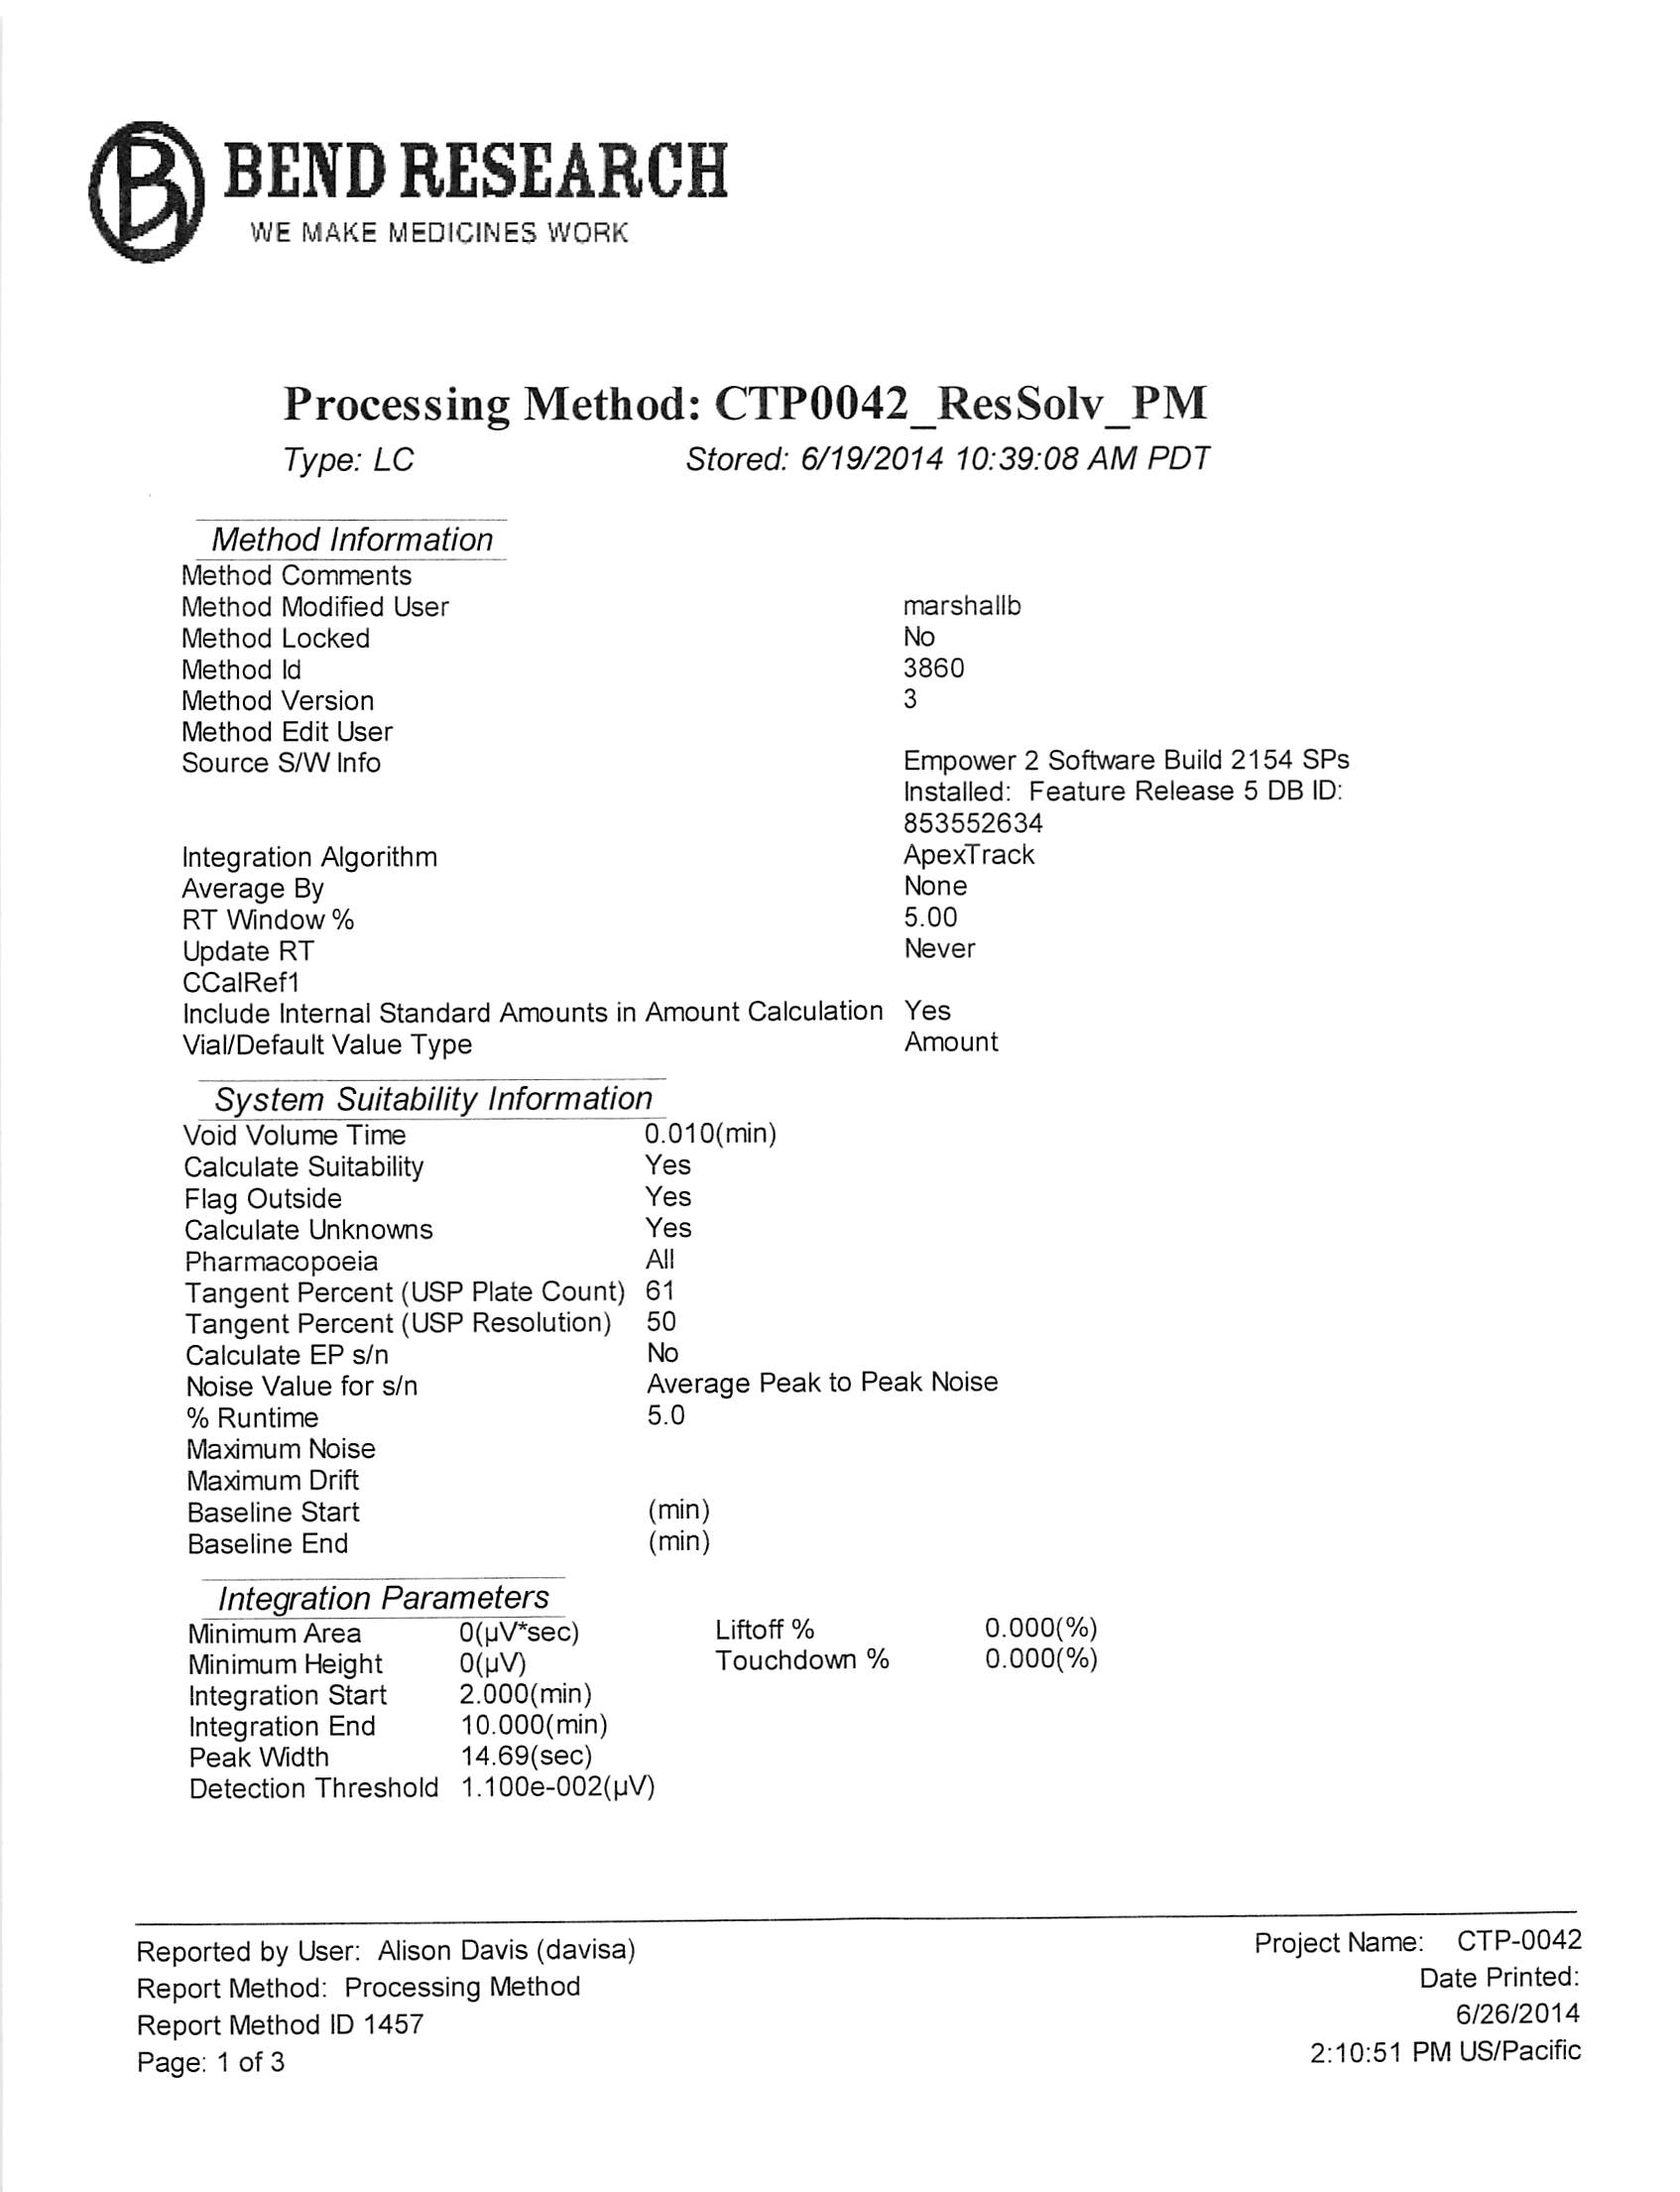 BEND RESEARCH
WE MAKE MEDICINES WORK
Processing Method: CTP0042_ResSolv_PM
Type: LC Stored: 6/19/2014 10:39:08 AM PDT
Method Information
Method Comments
Method Modified User marshallb
Method Locked No
Method Id 3860
Method Version 3
Method Edit User
Source S/W Info Empower 2 Software Build 2154 SPs
Installed: Feature Release 5 DB ID:
853552634
Integration Algorithm ApexTrack
Average By None
RT Window % 5.00
Update RT Never
CCalRef1
Include Internal Standard Amounts in Amount Calculation Yes
Vial/Default Value Type Amount
System Suitability Information
Void Volume Time 0.010(min)
Calculate Suitability Yes
Flag Outside Yes
Calculate Unknowns Yes
Pharmacopoeia All
Tangent Percent (USP Plate Count) 61
Tangent Percent (USP Resolution) 50
Calculate EP s/n No
Noise Value for s/n Average Peak to Peak Noise
% Runtime 5.0
Maximum Noise
Maximum Drift
Baseline Start (min)
Baseline End (min)
Integration Parameters
Minimum Area 0(µV*sec) Liftoff % 0.000(%)
Minimum Height 0(µV) Touchdown % 0.000(%)
Integration Start 2.000(min)
Integration End 10.000(min)
Peak Width 14.69(sec)
Detection Threshold 1.100e-002(µV)
Reported by User: Alison Davis (davisa) Project Name: CTP-0042
Report Method: Processing Method Date Printed:
Report Method ID 1457 6/26/2014
Page: 1 of 3 2:10:51 PM US/Pacific